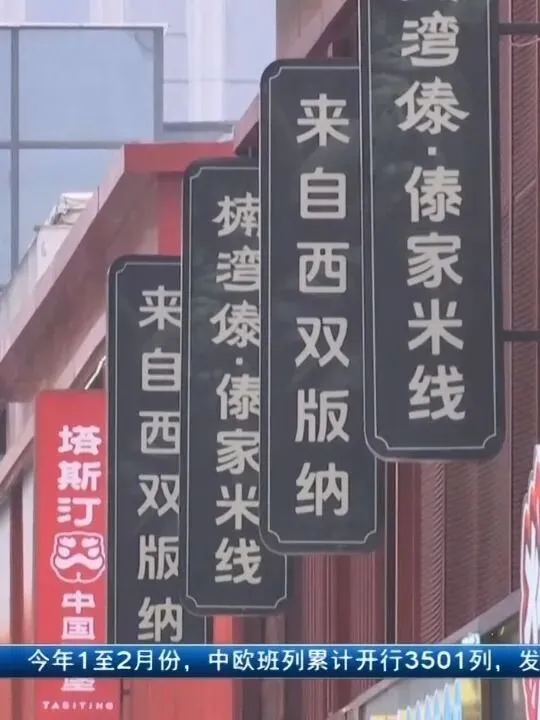 塔斯汀
中国
堡
TASITING
来自西双版纳
楠湾傣·傣家米线
来自西双版纳
湾傣·傣家米线
今年1至2月份，中欧班列累计开行3501列，发